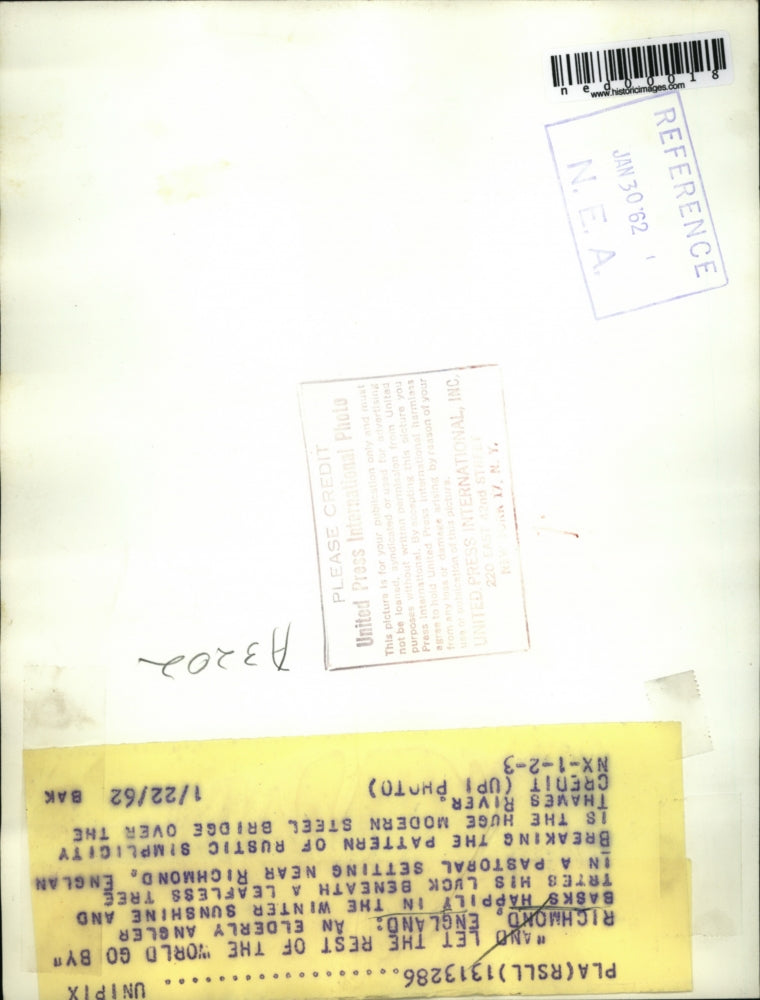 ned00018
www.historicimages.com
REFERENCE
JAN 30 '62
N. E. A.
PLEASE CREDIT
United Press International Photo
This picture is for your publication only and must
not be loaned, syndicated or used for advertising
purposes without written permission from United
Press International. By accepting this picture you
agree to hold United Press International harmless
from any loss or damage arising by reason of your
use or publication of this picture.
UNITED PRESS INTERNATIONAL, INC.
220 EAST 42nd STREET
NEW YORK 17, N. Y.
A3202
UNIPIX
PLA(RSLL)1313286....................
"AND LET THE REST OF THE WORLD GO BY"
RICHMOND, ENGLAND: AN ELDERLY ANGLER
BASKS HAPPILY IN THE WINTER SUNSHINE AND
TRTES HIS LUCK BENEATH A LEAFLESS TREE
IN A PASTORAL SETTING NEAR RICHMOND, ENGLAN
BREAKING THE PATTERN OF RUSTIC SIMPLICITY
IS THE HUGE MODERN STEEL BRIDGE OVER THE
THAMES RIVER.
CREDIT (UPI PHOTO) 1/22/62 BAK
NX-1-2-3